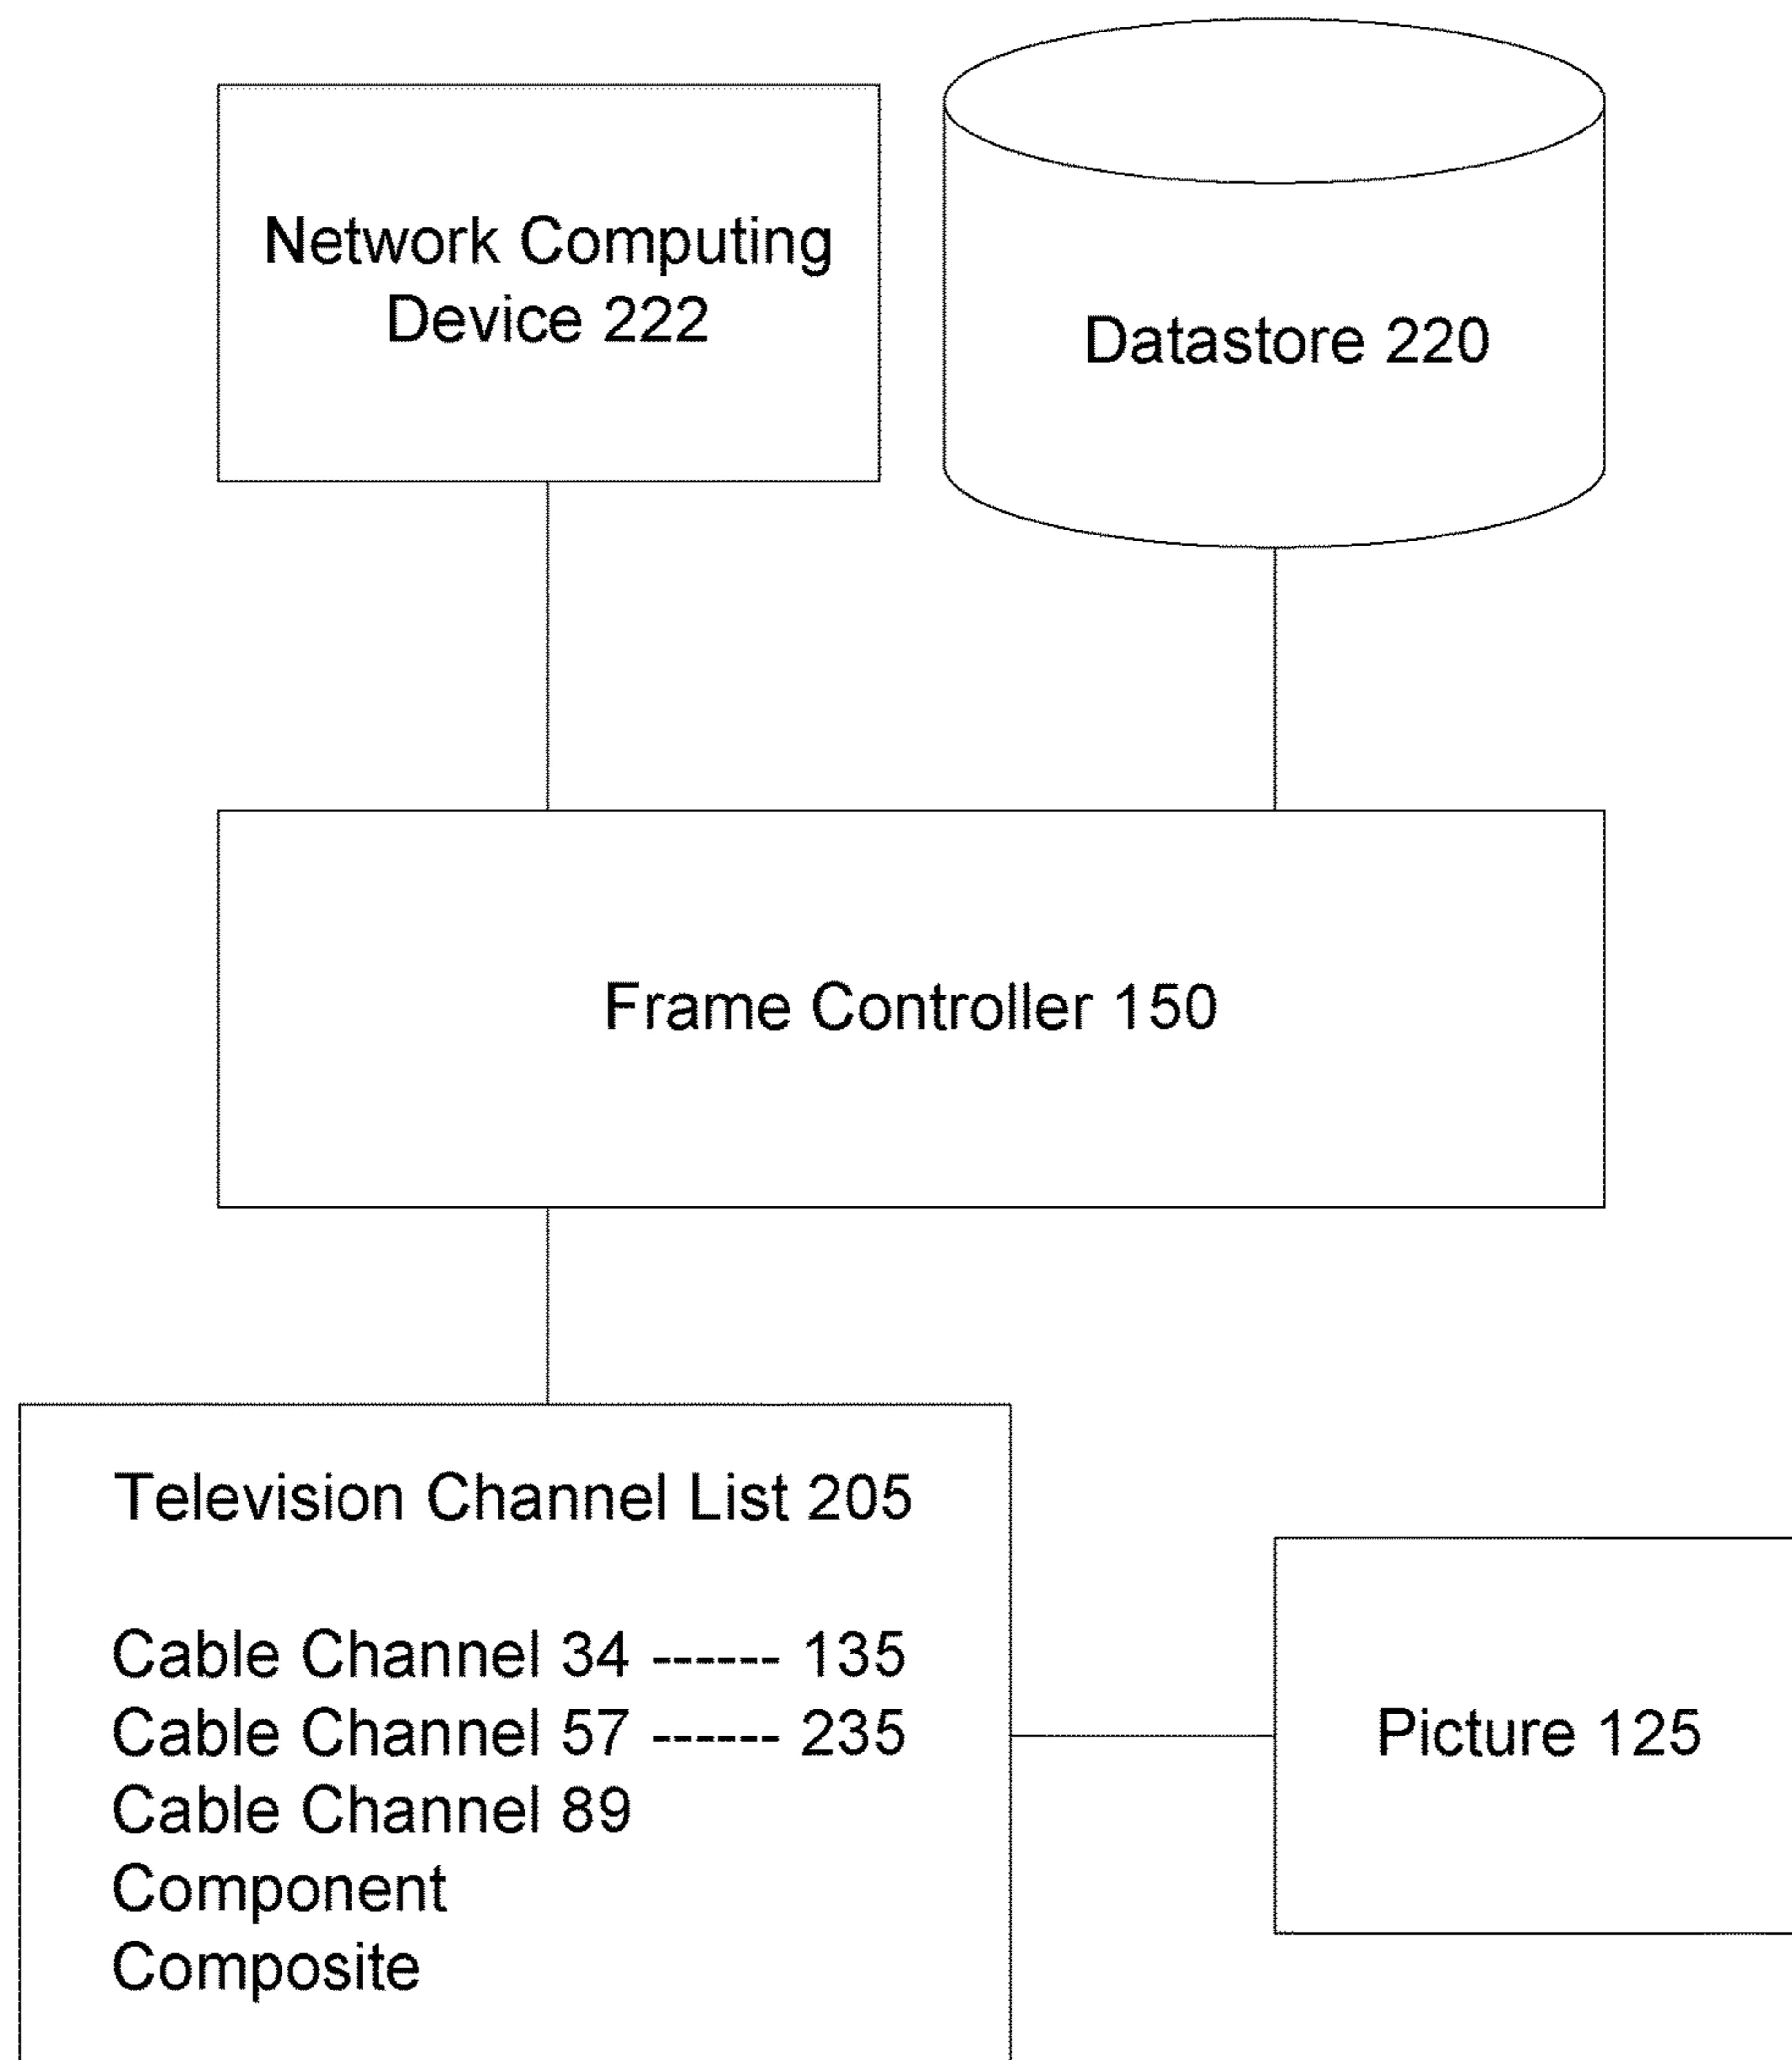 Network Computing
Device 222
Datastore 220
Frame Controller 150
Television Channel List 205
Cable Channel 34 ------ 135
Cable Channel 57 ------ 235
Cable Channel 89
Component
Composite
Picture 125